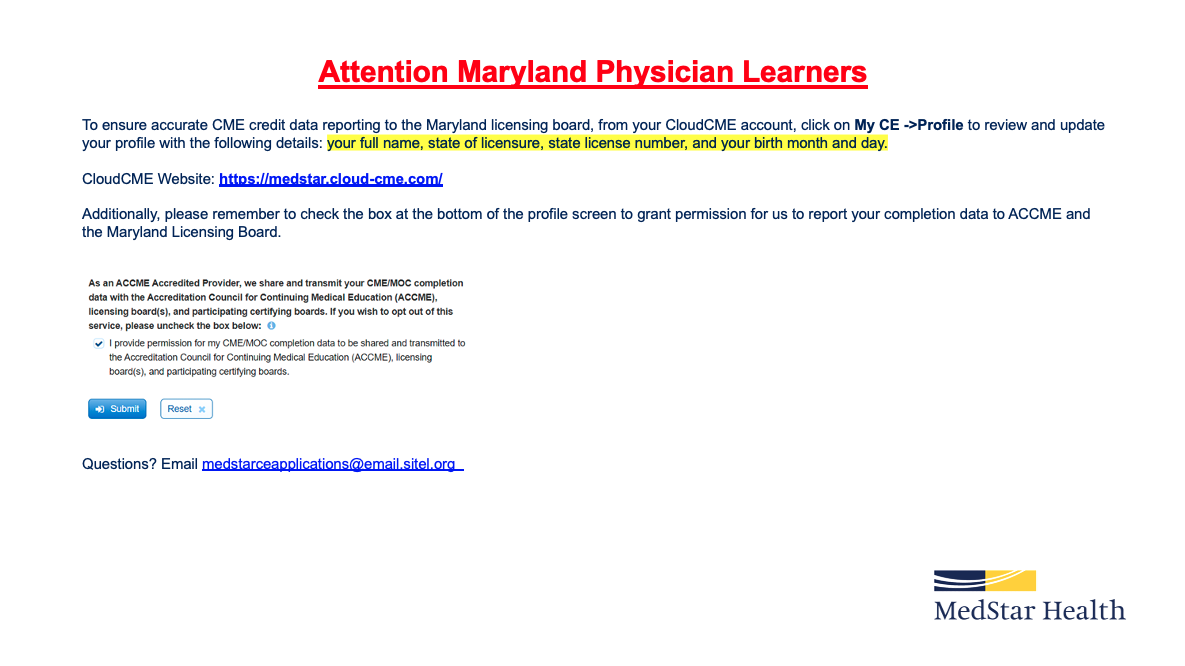 Attention Maryland Physician Learners
To ensure accurate CME credit data reporting to the Maryland licensing board, from your CloudCME account, click on My CE ->Profile to review and update
your profile with the following details: your full name, state of licensure, state license number, and your birth month and day.
CloudCME Website: https://medstar.cloud-cme.com/
Additionally, please remember to check the box at the bottom of the profile screen to grant permission for us to report your completion data to ACCME and
the Maryland Licensing Board.
As an ACCME Accredited Provider, we share and transmit your CME/MOC completion
data with the Accreditation Council for Continuing Medical Education (ACCME),
licensing board(s), and participating certifying boards. If you wish to opt out of this
service, please uncheck the box below:
I provide permission for my CME/MOC completion data to be shared and transmitted to
the Accreditation Council for Continuing Medical Education (ACCME), licensing
board(s), and participating certifying boards.
Submit Reset
Questions? Email medstarceapplications@email.sitel.org
MedStar Health